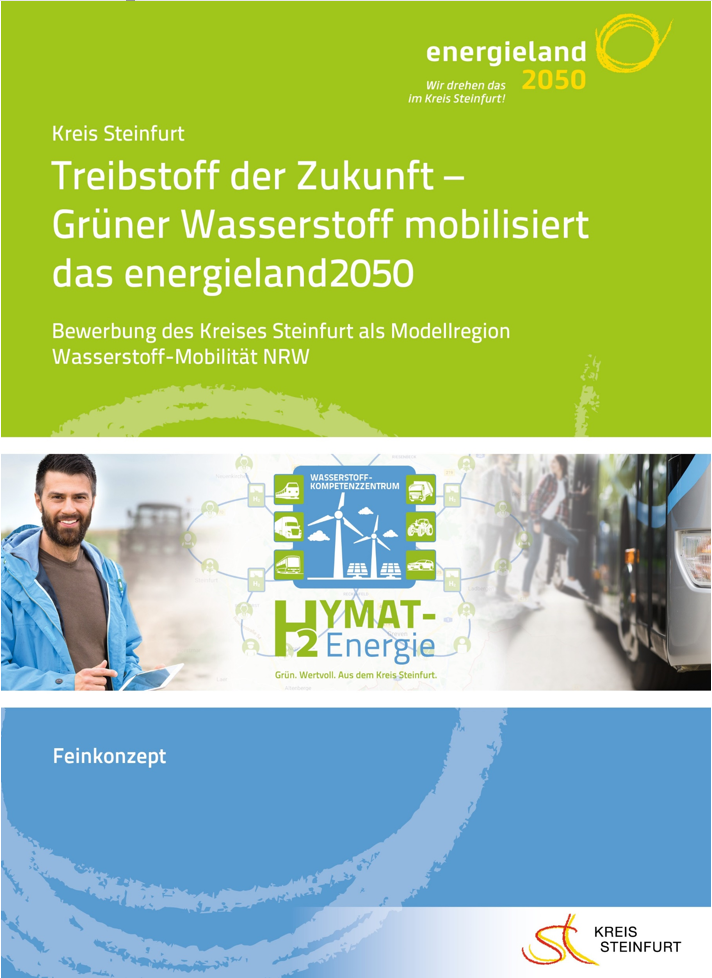 energieland
2050
Wir drehen das
im Kreis Steinfurt!
Kreis Steinfurt
Treibstoff der Zukunft –
Grüner Wasserstoff mobilisiert
das energieland2050
Bewerbung des Kreises Steinfurt als Modellregion
Wasserstoff-Mobilität NRW
WASSERSTOFF-
KOMPETENZZENTRUM
H2YMAT-
Energie
Grün. Wertvoll. Aus dem Kreis Steinfurt.
Feinkonzept
KREIS
STEINFURT